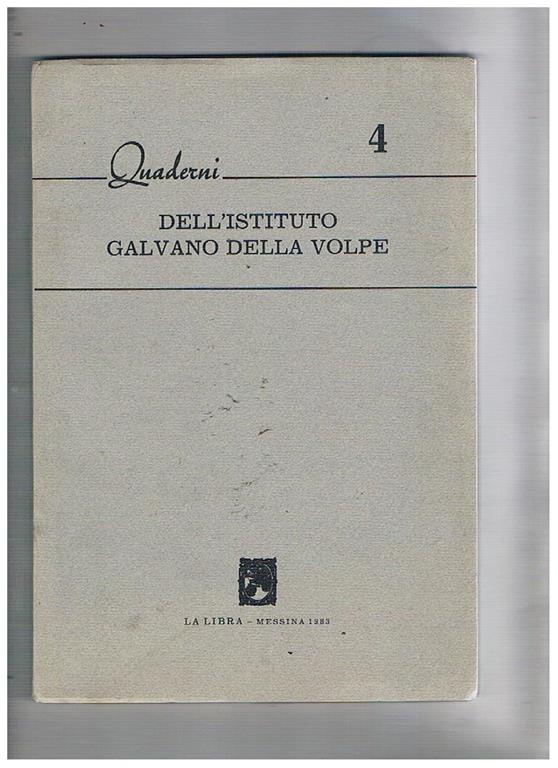 4
Quaderni
DELL'ISTITUTO
GALVANO DELLA VOLPE
LA LIBRA – MESSINA 1983